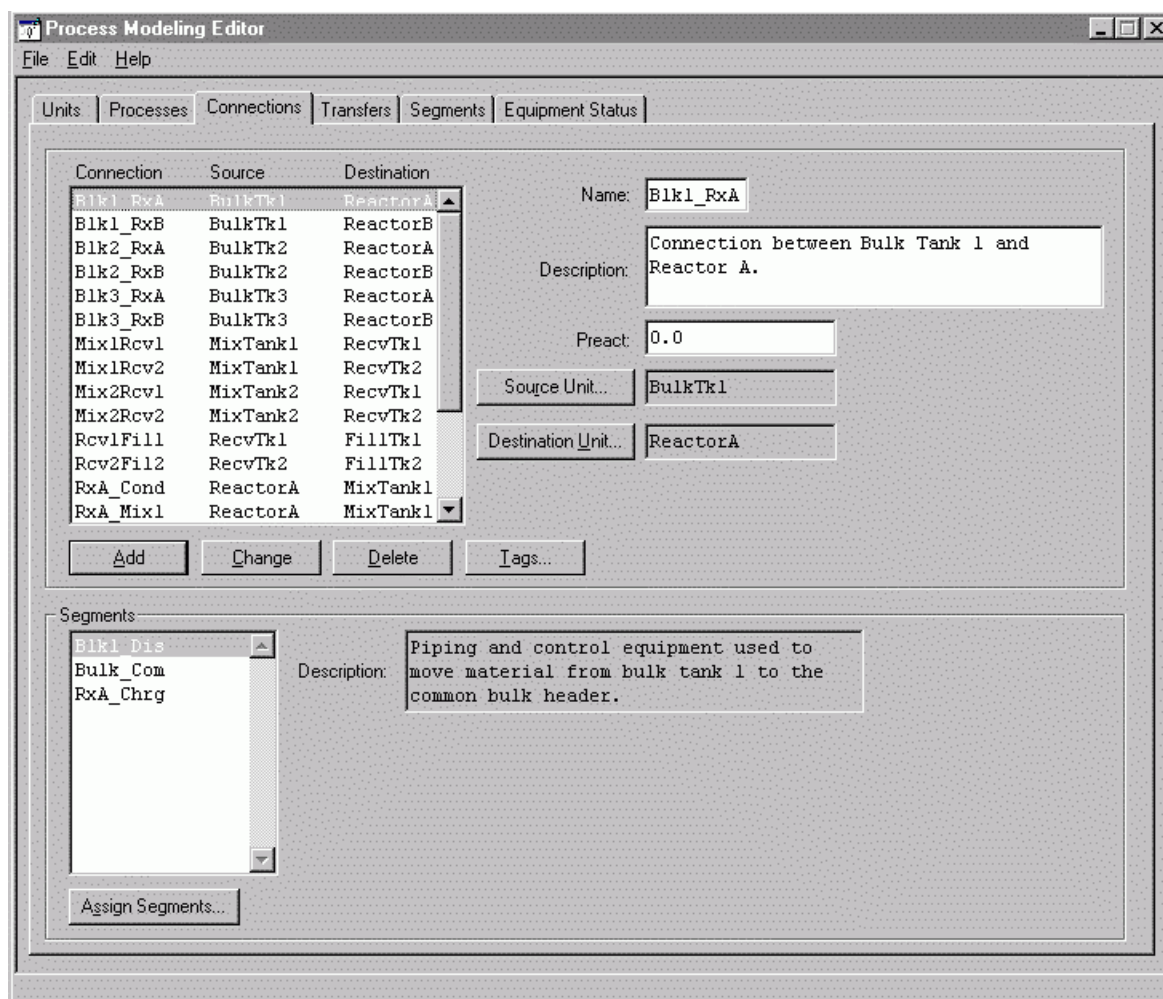 Process Modeling Editor
File Edit Help
Units Processes Connections Transfers Segments Equipment Status
Connection Source Destination
Blk1_RxA BulkTk1 ReactorA
Blk1_RxB BulkTk1 ReactorB
Blk2_RxA BulkTk2 ReactorA
Blk2_RxB BulkTk2 ReactorB
Blk3_RxA BulkTk3 ReactorA
Blk3_RxB BulkTk3 ReactorB
Mix1Rcv1 MixTank1 RecvTk1
Mix1Rcv2 MixTank1 RecvTk2
Mix2Rcv1 MixTank2 RecvTk1
Mix2Rcv2 MixTank2 RecvTk2
Rcv1Fill RecvTk1 FillTk1
Rcv2Fil2 RecvTk2 FillTk2
RxA_Cond ReactorA MixTank1
RxA_Mix1 ReactorA MixTank1
Name: Blk1_RxA
Description: Connection between Bulk Tank 1 and
Reactor A.
Preact: 0.0
Source Unit... BulkTk1
Destination Unit... ReactorA
Add Change Delete Tags...
Segments
Blk1_Dis
Bulk_Com
RxA_Chrg
Description: Piping and control equipment used to
move material from bulk tank 1 to the
common bulk header.
Assign Segments...